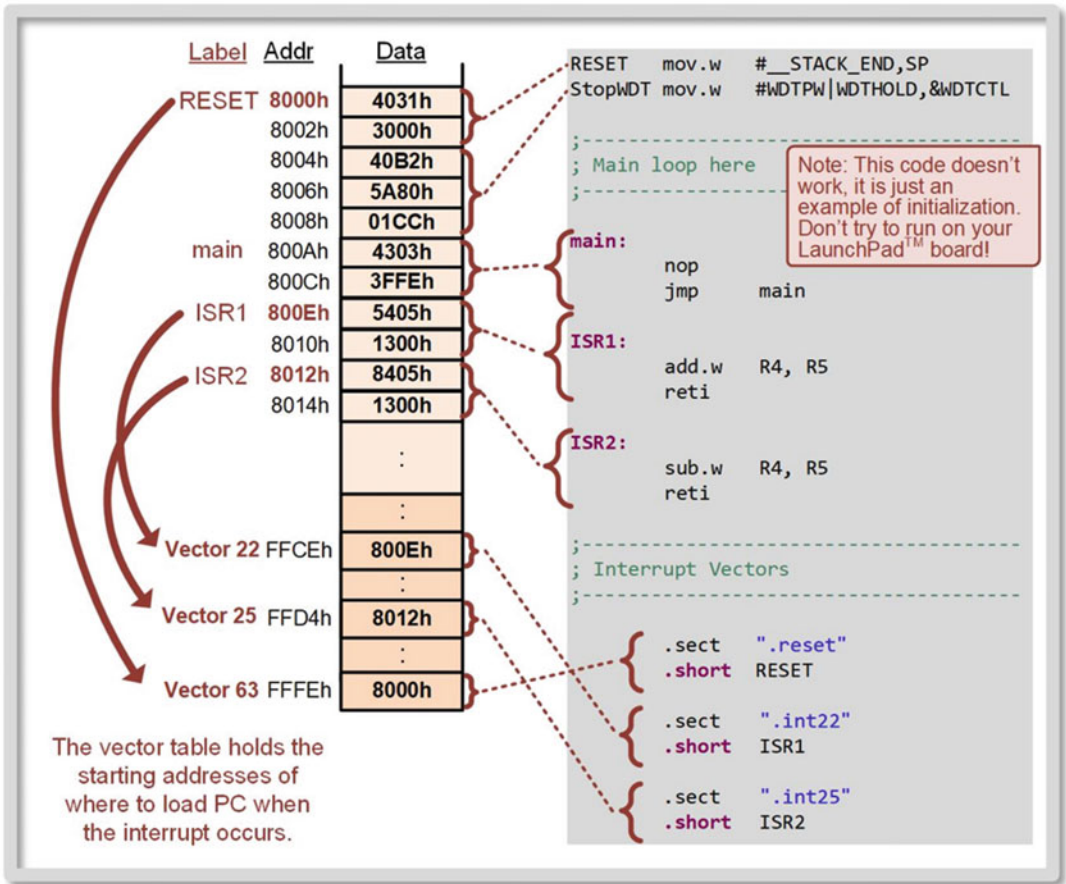 Label Addr Data
RESET 8000h 4031h
8002h 3000h
8004h 40B2h
8006h 5A80h
8008h 01CCh
main 800Ah 4303h
800Ch 3FFEh
ISR1 800Eh 5405h
8010h 1300h
ISR2 8012h 8405h
8014h 1300h
:
:
Vector 22 FFCEh 800Eh
:
Vector 25 FFD4h 8012h
:
Vector 63 FFFEh 8000h
The vector table holds the
starting addresses of
where to load PC when
the interrupt occurs.
RESET mov.w #__STACK_END,SP
StopWDT mov.w #WDTPW|WDTHOLD,&WDTCTL
;-----------------------------------
; Main loop here
;-----------------------------------
Note: This code doesn't
work, it is just an
example of initialization.
Don't try to run on your
LaunchPad™ board!
main:
nop
jmp main
ISR1:
add.w R4, R5
reti
ISR2:
sub.w R4, R5
reti
;-----------------------------------
; Interrupt Vectors
;-----------------------------------
.sect ".reset"
.short RESET
.sect ".int22"
.short ISR1
.sect ".int25"
.short ISR2